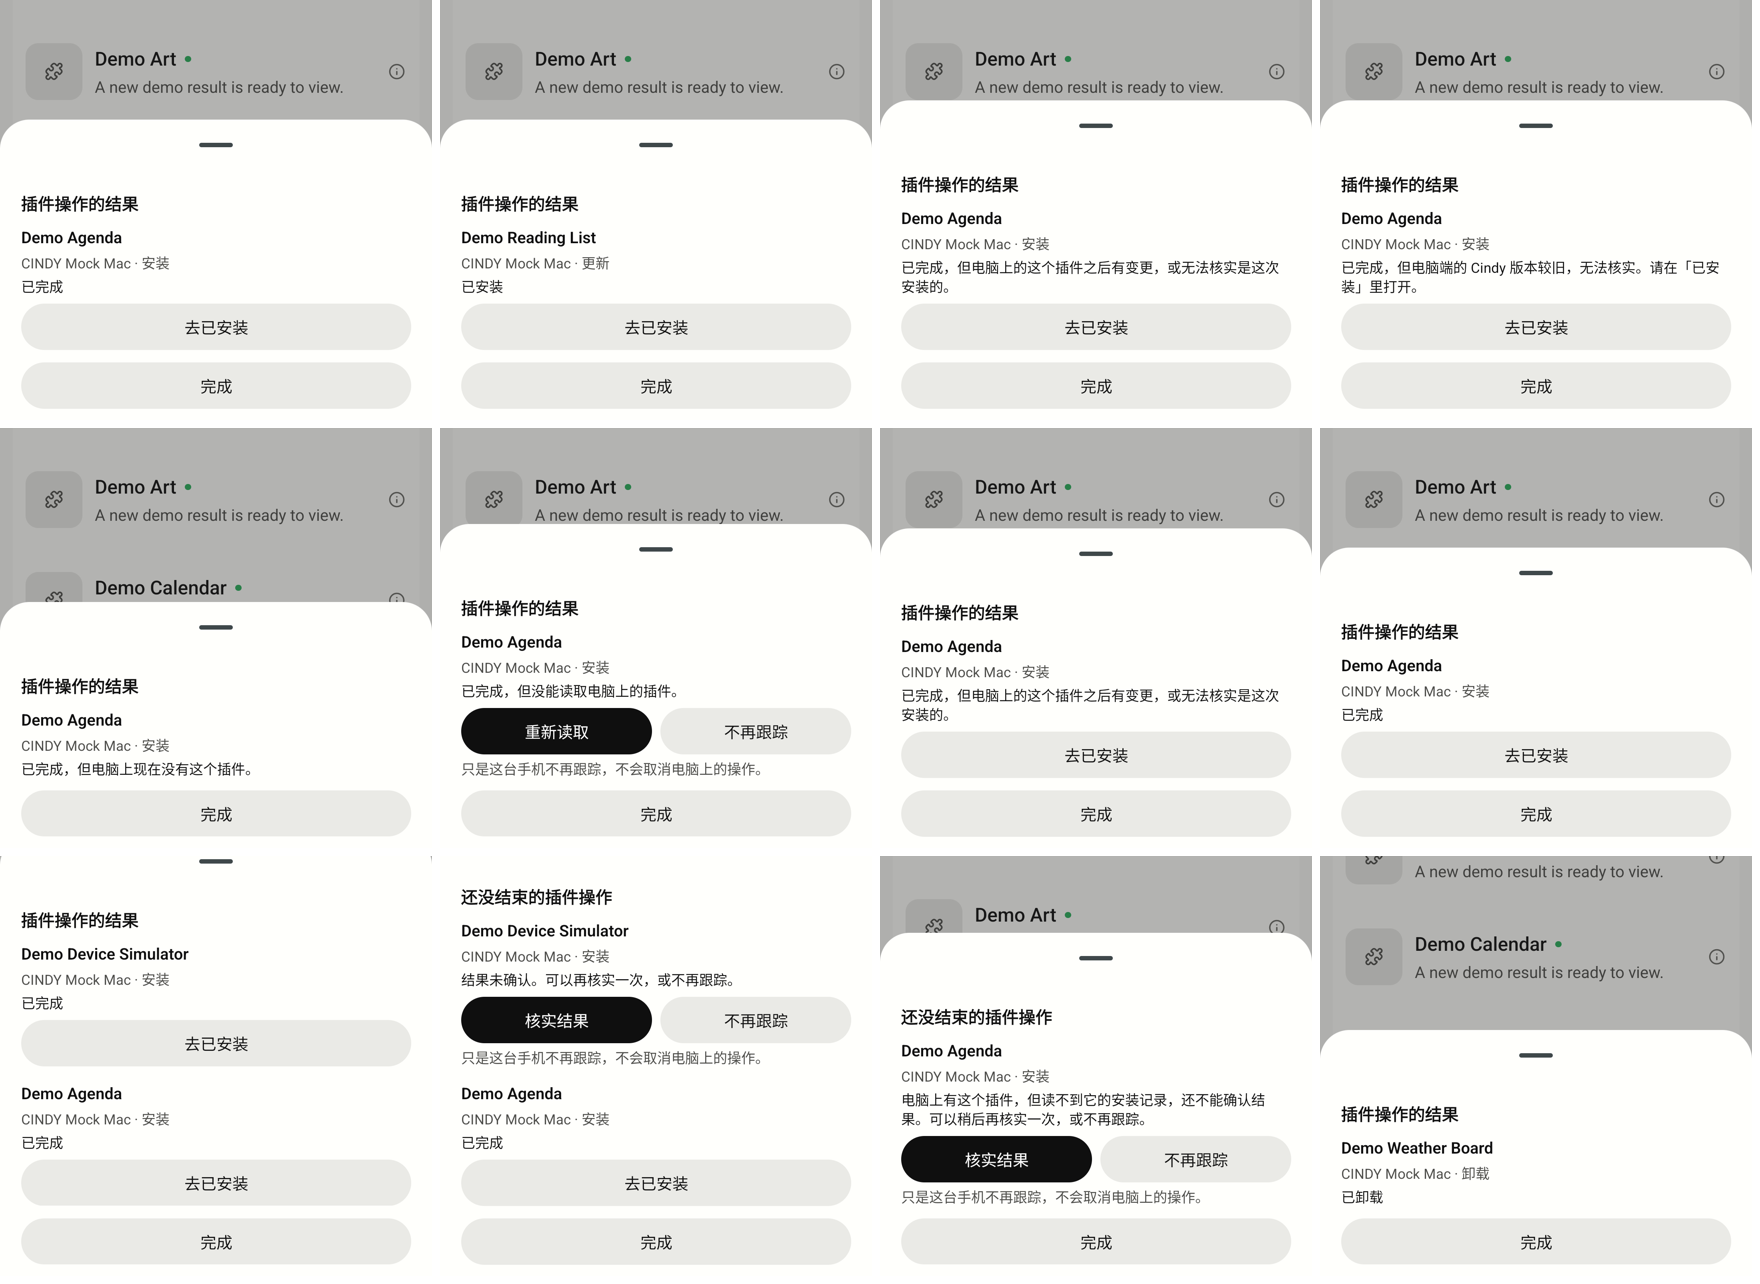 Demo Art
A new demo result is ready to view.
插件操作的结果
Demo Agenda
CINDY Mock Mac · 安装
已完成
去已安装
完成
Demo Art
A new demo result is ready to view.
插件操作的结果
Demo Reading List
CINDY Mock Mac · 更新
已安装
去已安装
完成
Demo Art
A new demo result is ready to view.
插件操作的结果
Demo Agenda
CINDY Mock Mac · 安装
已完成，但电脑上的这个插件之后有变更，或无法核实是这次
安装的。
去已安装
完成
Demo Art
A new demo result is ready to view.
插件操作的结果
Demo Agenda
CINDY Mock Mac · 安装
已完成，但电脑端的 Cindy 版本较旧，无法核实。请在「已安
装」里打开。
去已安装
完成
Demo Art
A new demo result is ready to view.
Demo Calendar
插件操作的结果
Demo Agenda
CINDY Mock Mac · 安装
已完成，但电脑上现在没有这个插件。
完成
Demo Art
A new demo result is ready to view.
插件操作的结果
Demo Agenda
CINDY Mock Mac · 安装
已完成，但没能读取电脑上的插件。
重新读取
不再跟踪
只是这台手机不再跟踪，不会取消电脑上的操作。
完成
Demo Art
A new demo result is ready to view.
插件操作的结果
Demo Agenda
CINDY Mock Mac · 安装
已完成，但电脑上的这个插件之后有变更，或无法核实是这次
安装的。
去已安装
完成
Demo Art
A new demo result is ready to view.
插件操作的结果
Demo Agenda
CINDY Mock Mac · 安装
已完成
去已安装
完成
插件操作的结果
Demo Device Simulator
CINDY Mock Mac · 安装
已完成
去已安装
Demo Agenda
CINDY Mock Mac · 安装
已完成
去已安装
完成
还没结束的插件操作
Demo Device Simulator
CINDY Mock Mac · 安装
结果未确认。可以再核实一次，或不再跟踪。
核实结果
不再跟踪
只是这台手机不再跟踪，不会取消电脑上的操作。
Demo Agenda
CINDY Mock Mac · 安装
已完成
去已安装
完成
Demo Art
还没结束的插件操作
Demo Agenda
CINDY Mock Mac · 安装
电脑上有这个插件，但读不到它的安装记录，还不能确认结
果。可以稍后再核实一次，或不再跟踪。
核实结果
不再跟踪
只是这台手机不再跟踪，不会取消电脑上的操作。
完成
A new demo result is ready to view.
Demo Calendar
A new demo result is ready to view.
插件操作的结果
Demo Weather Board
CINDY Mock Mac · 卸载
已卸载
完成